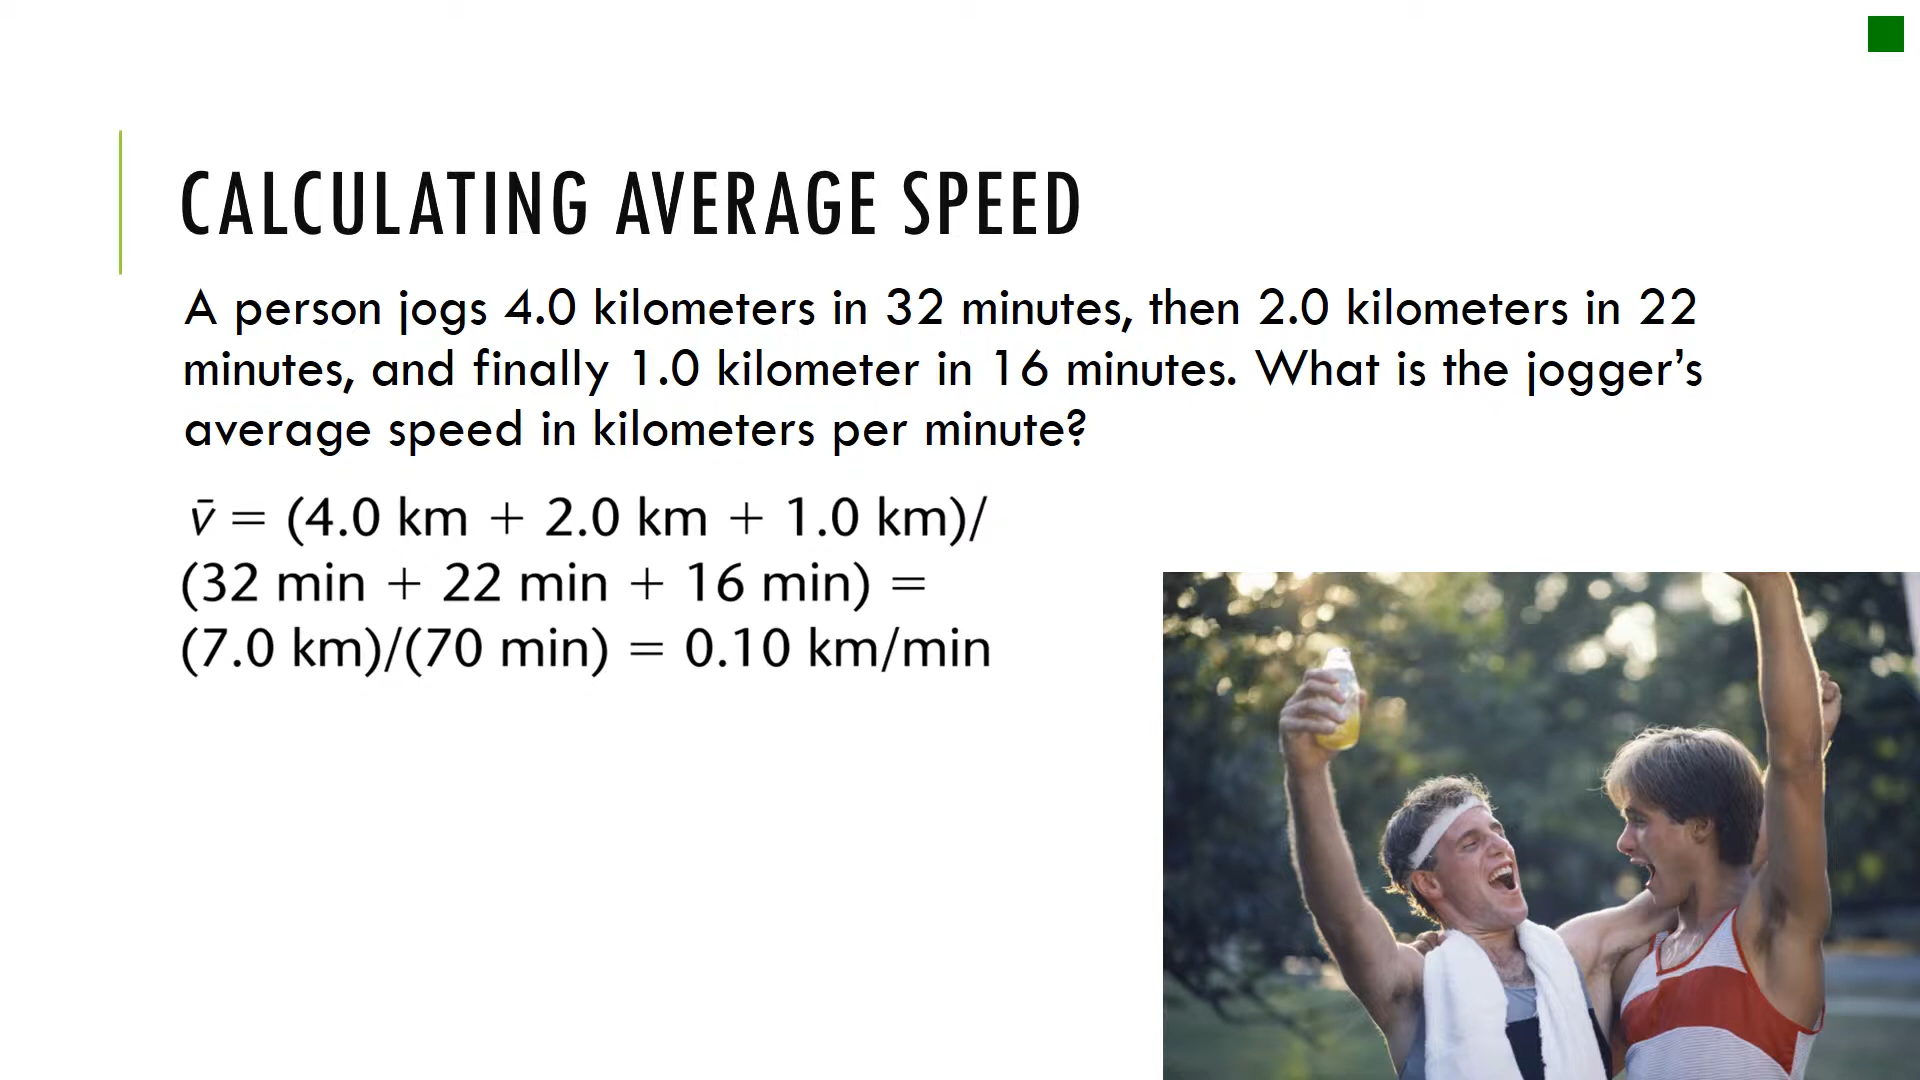 CALCULATING AVERAGE SPEED
A person jogs 4.0 kilometers in 32 minutes, then 2.0 kilometers in 22
minutes, and finally 1.0 kilometer in 16 minutes. What is the jogger’s
average speed in kilometers per minute?
v̄ = (4.0 km + 2.0 km + 1.0 km)/
(32 min + 22 min + 16 min) =
(7.0 km)/(70 min) = 0.10 km/min